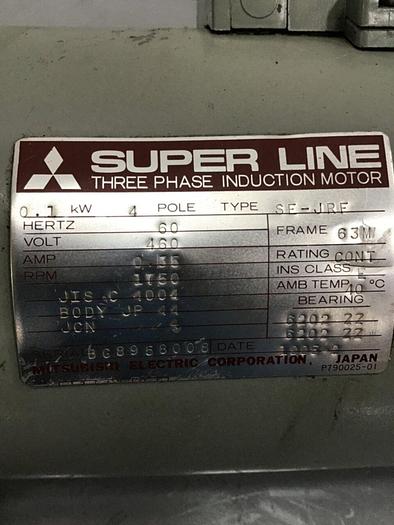 SUPER LINE
THREE PHASE INDUCTION MOTOR
0.1 kW 4 POLE TYPE SF-JRF
HERTZ 60 FRAME 63M
VOLT 460 RATING CONT
AMP 0.35 INS CLASS
RPM 1750 AMB TEMP 40 °C
JIS C 4004 BEARING
BODY JP 44 6202 ZZ
JCN 6202 ZZ
SERIAL DATE
MITSUBISHI ELECTRIC CORPORATION, JAPAN
P790025-01